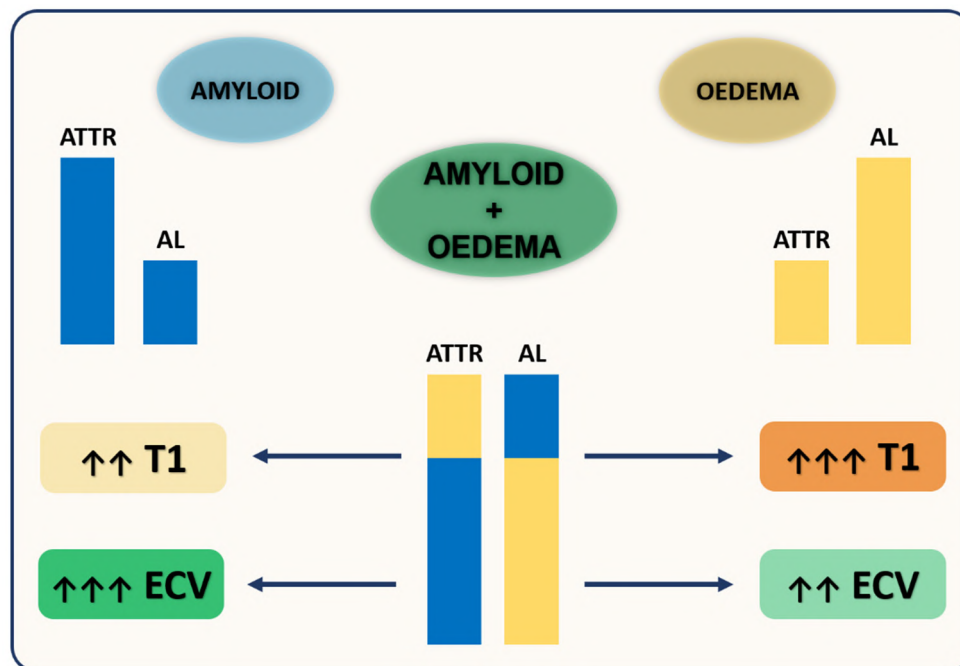 AMYLOID
OEDEMA
ATTR
AL
AMYLOID
+
OEDEMA
AL
ATTR
ATTR
AL
↑↑ T1
↑↑↑ T1
↑↑↑ ECV
↑↑ ECV